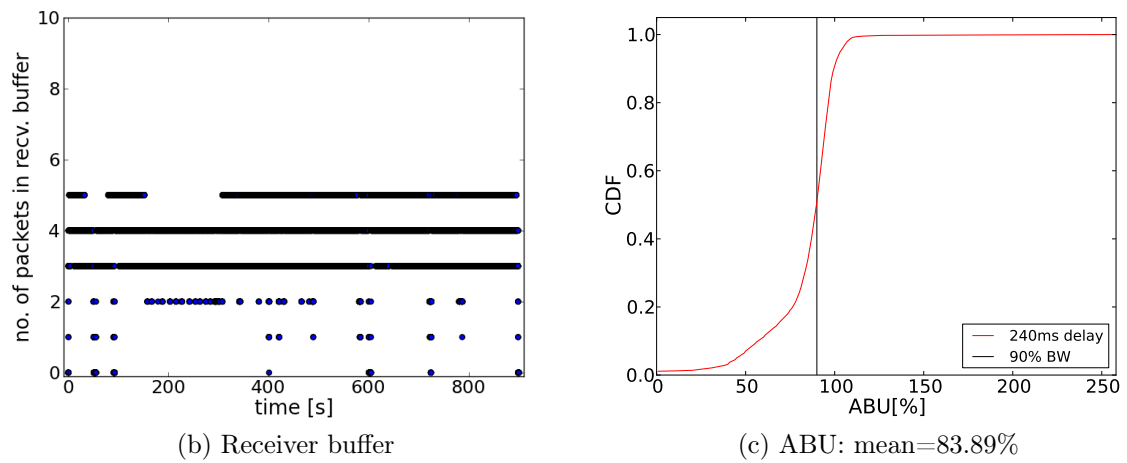 10
8
6
4
2
0
no. of packets in recv. buffer
0
200
400
600
800
time [s]
(b) Receiver buffer
1.0
0.8
0.6
0.4
0.2
0.0
CDF
0
50
100
150
200
250
ABU[%]
240ms delay
90% BW
(c) ABU: mean=83.89%